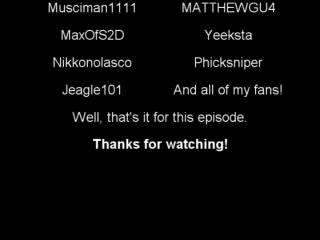 Musciman1111 MATTHEWGU4
MaxOfS2D Yeeksta
Nikkonolasco Phicksniper
Jeagle101 And all of my fans!
Well, that's it for this episode.
Thanks for watching!